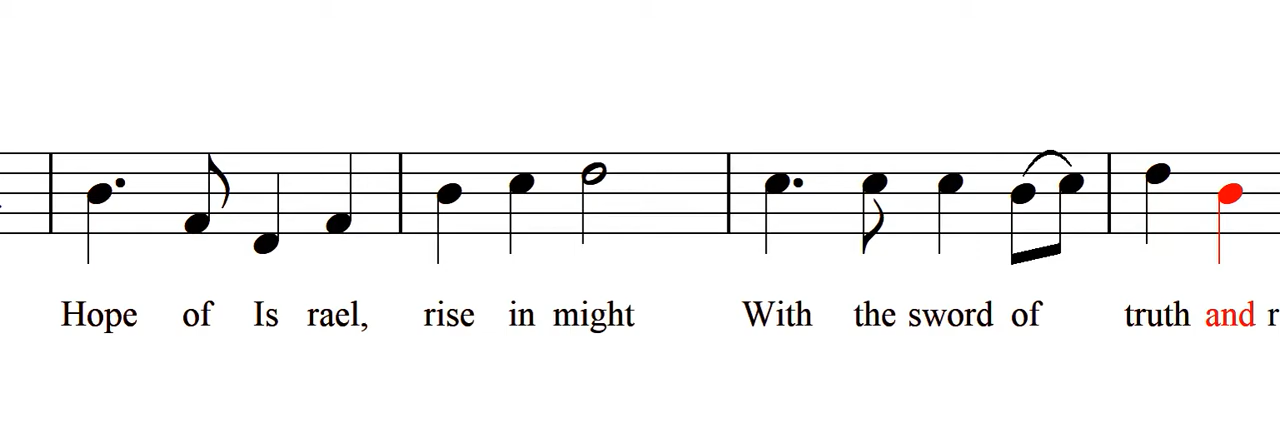 Hope of Is rael, rise in might With the sword of truth and